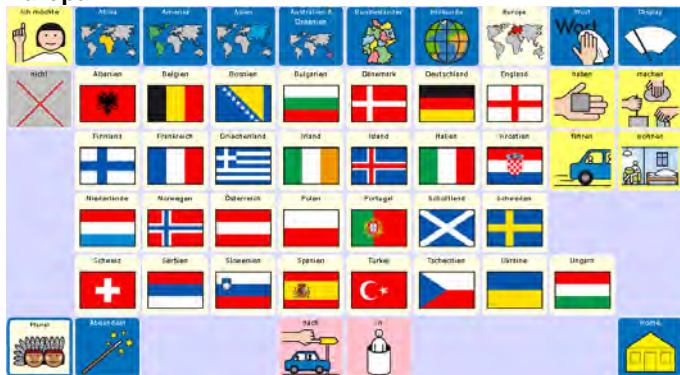 Ich möchte Afrika Amerika Asien Australien & Ozeanien Bundesländer Erdkunde Europa Wort Display
Wort
nicht Albanien Belgien Bosnien Bulgarien Dänemark Deutschland England haben machen
Finnland Frankreich Griechenland Irland Island Italien Kroatien fahren wohnen
Niederlande Norwegen Österreich Polen Portugal Schottland Schweden
Schweiz Serbien Slowenien Spanien Türkei Tschechien Ukraine Ungarn
Plural nach in Home